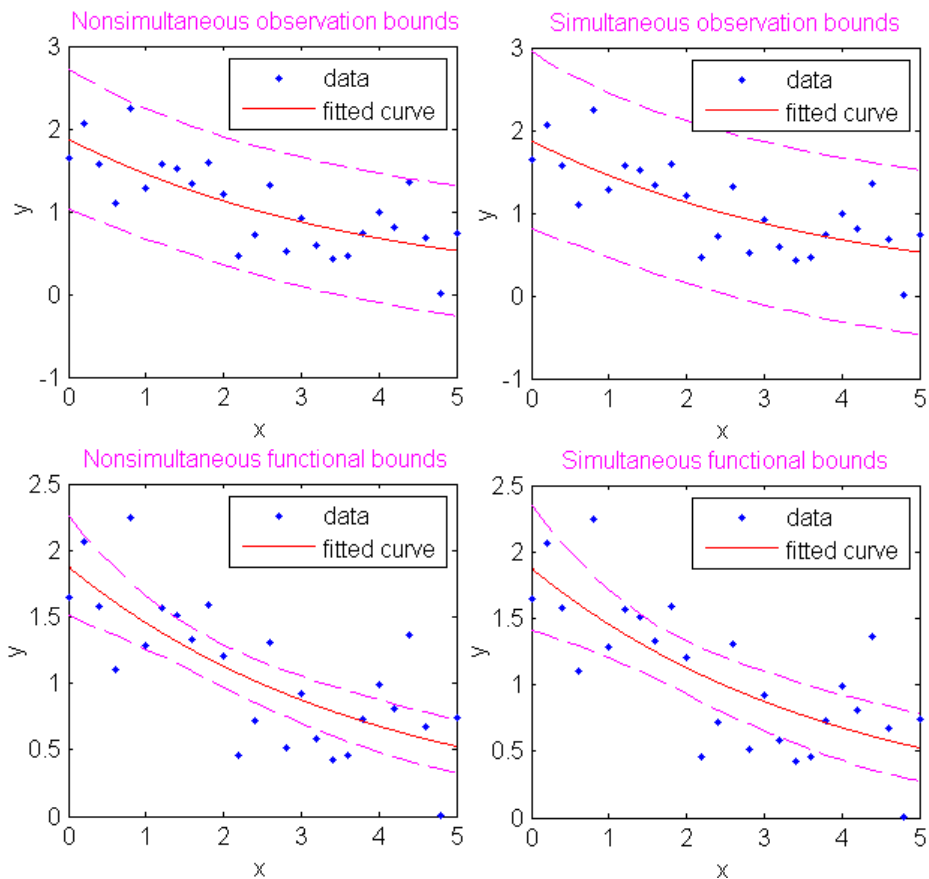 Nonsimultaneous observation bounds
3
2
1
0
-1
y
data
fitted curve
0 1 2 3 4 5
x
Simultaneous observation bounds
3
2
1
0
-1
y
data
fitted curve
0 1 2 3 4 5
x
Nonsimultaneous functional bounds
2.5
2
1.5
1
0.5
0
y
data
fitted curve
0 1 2 3 4 5
x
Simultaneous functional bounds
2.5
2
1.5
1
0.5
0
y
data
fitted curve
0 1 2 3 4 5
x